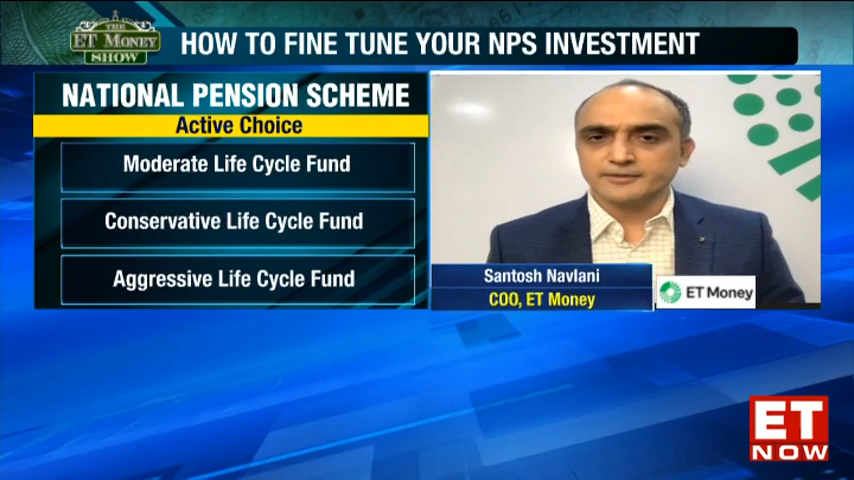 THE
ET MONEY
SHOW
HOW TO FINE TUNE YOUR NPS INVESTMENT
NATIONAL PENSION SCHEME
Active Choice
Moderate Life Cycle Fund
Conservative Life Cycle Fund
Aggressive Life Cycle Fund
Santosh Navlani
COO, ET Money
ET Money
ET
NOW